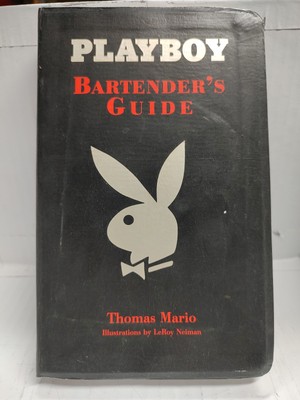 PLAYBOY
BARTENDER'S
GUIDE
Thomas Mario
Illustrations by LeRoy Neiman